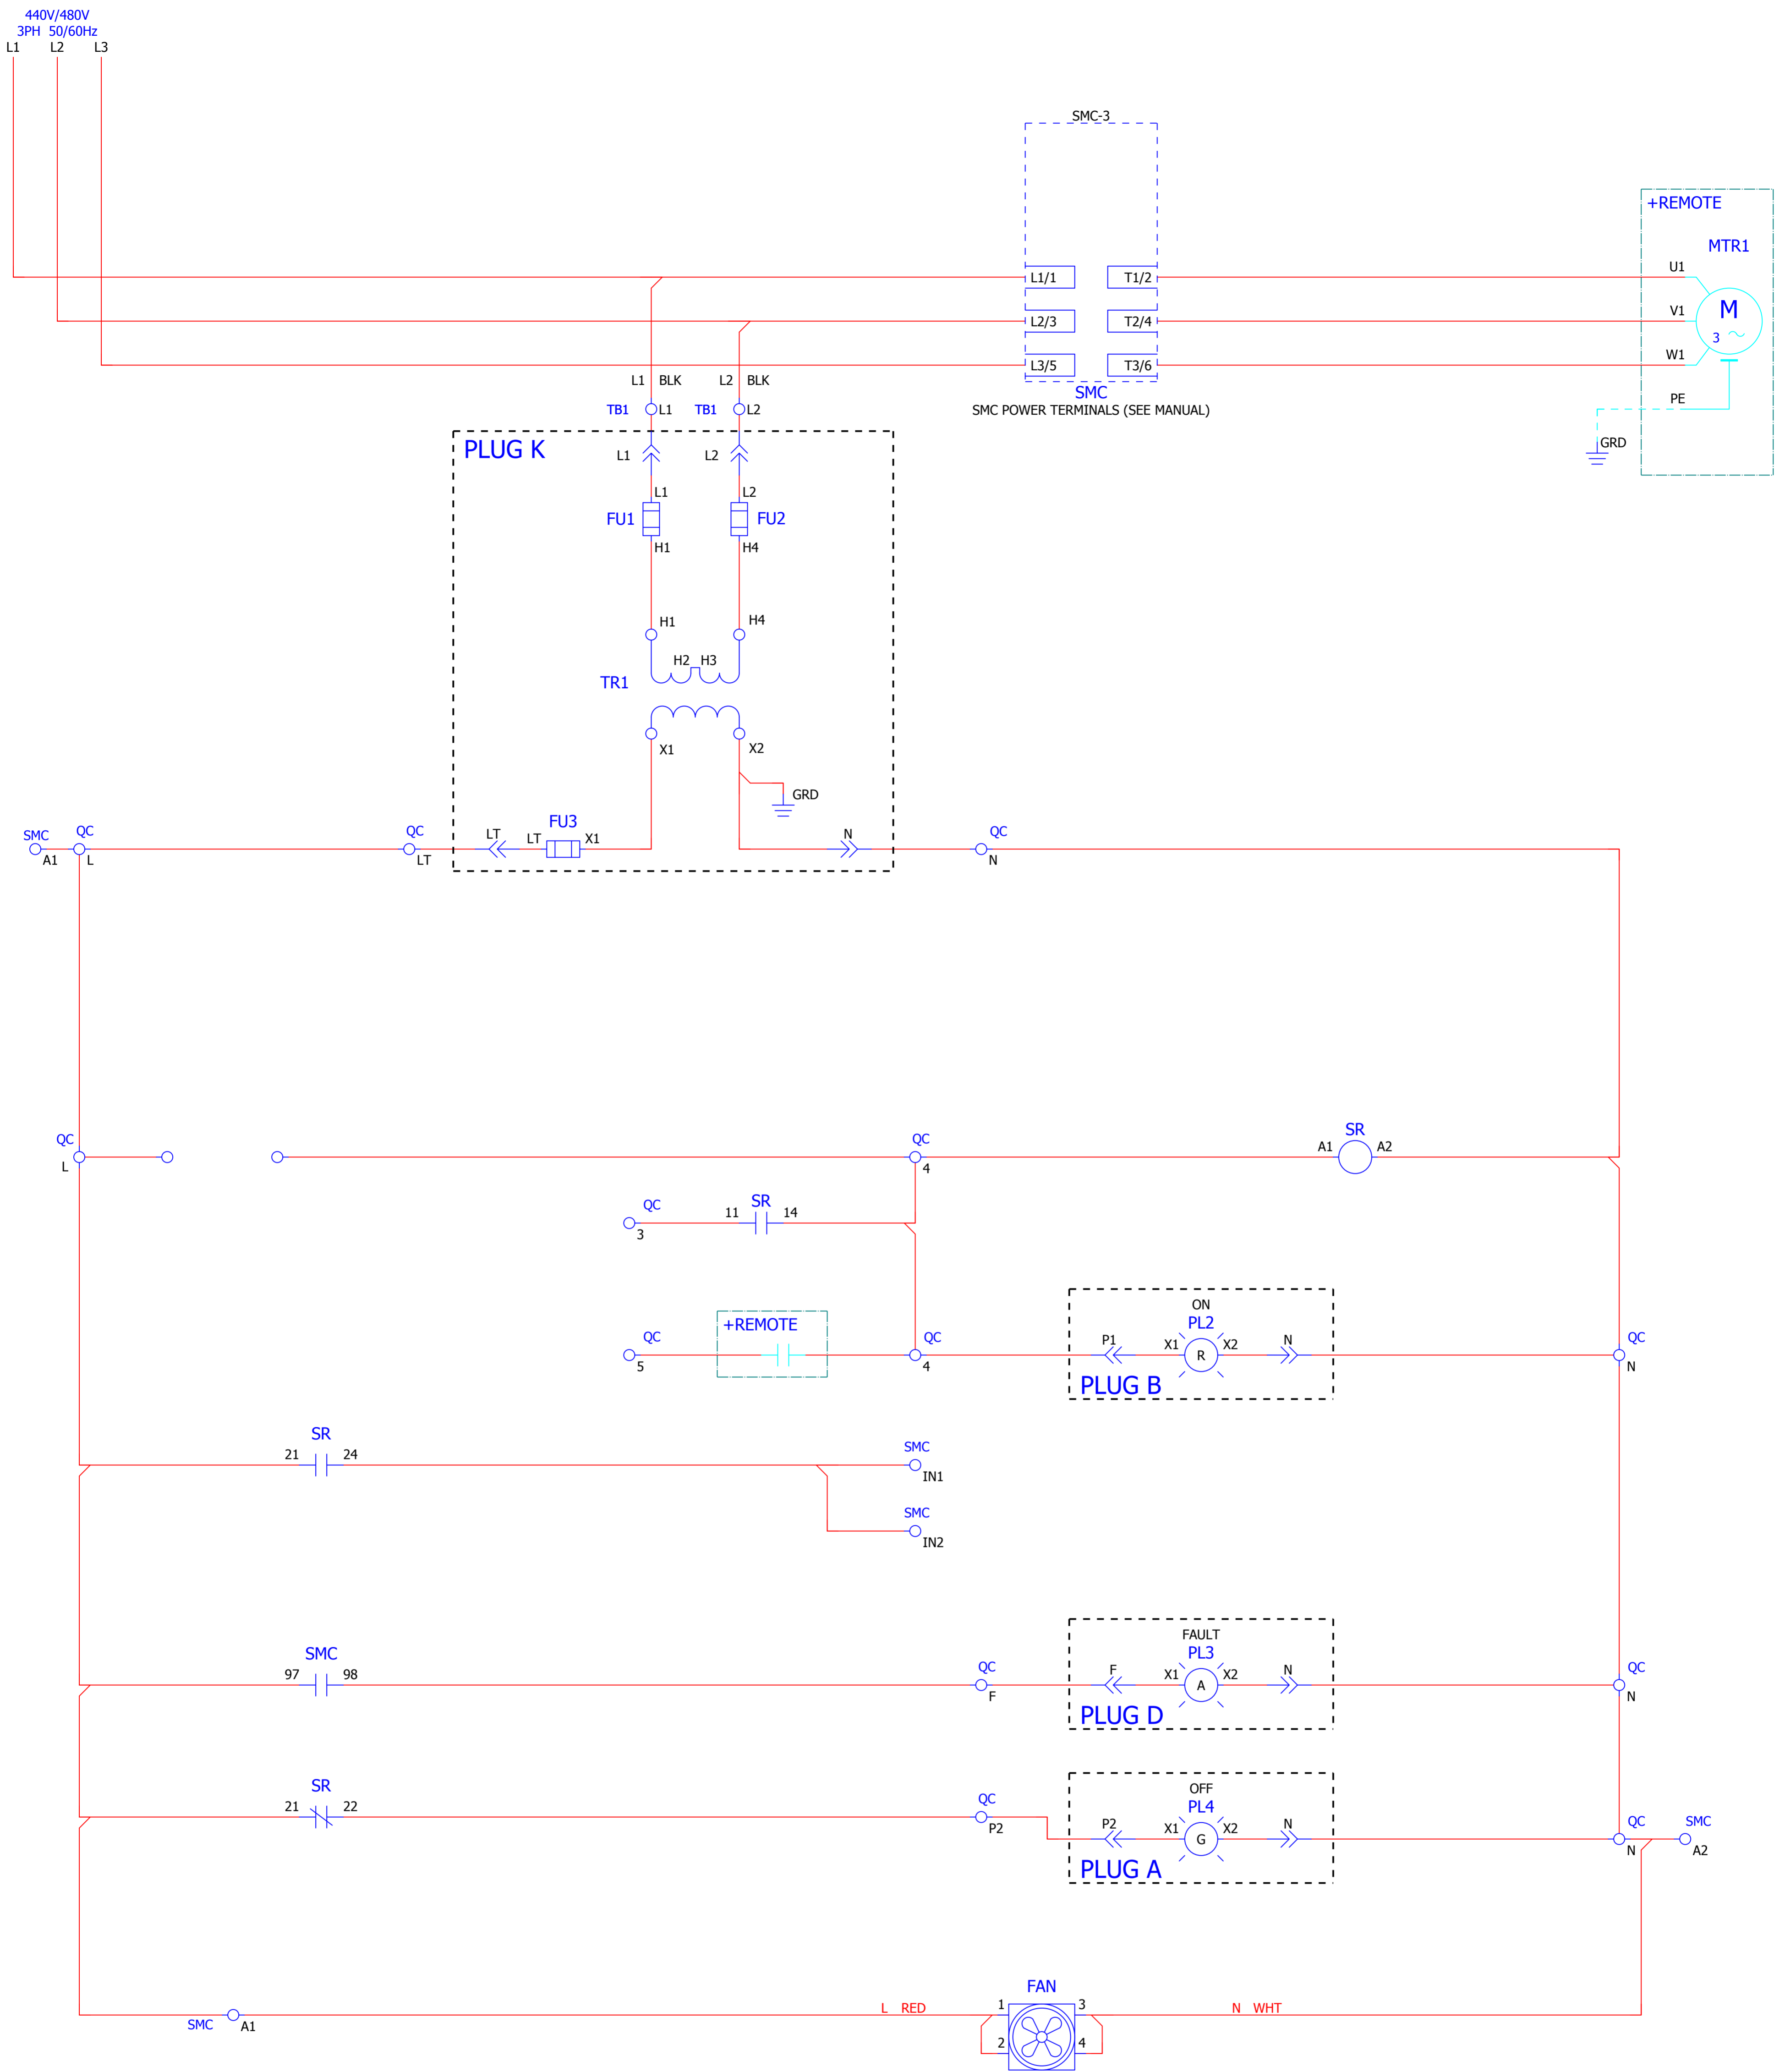 440V/480V
3PH 50/60Hz
L1 L2 L3
SMC-3
+REMOTE
MTR1
U1
L1/1 T1/2
M
3
V1
L2/3 T2/4
W1
L3/5 T3/6
L1 BLK L2 BLK
SMC
PE
TB1 L1 TB1 L2
SMC POWER TERMINALS (SEE MANUAL)
GRD
PLUG K
L1 L2
L1 L2
FU1 FU2
H1 H4
H1 H4
H2 H3
TR1
X1 X2
GRD
SMC QC QC LT FU3 N QC
LT X1
A1 L LT N
QC QC SR
A1 A2
L 4
QC SR
11 14
3
ON
+REMOTE PL2
QC QC P1 X1 X2 N QC
R
5 4 N
PLUG B
SR
21 24
SMC
IN1
SMC
IN2
FAULT
SMC PL3
97 98 QC F X1 X2 N QC
A
F N
PLUG D
SR OFF
21 22 PL4
QC P2 X1 X2 N QC SMC
P2 G N A2
PLUG A
FAN
L RED 1 3 N WHT
SMC A1
2 4